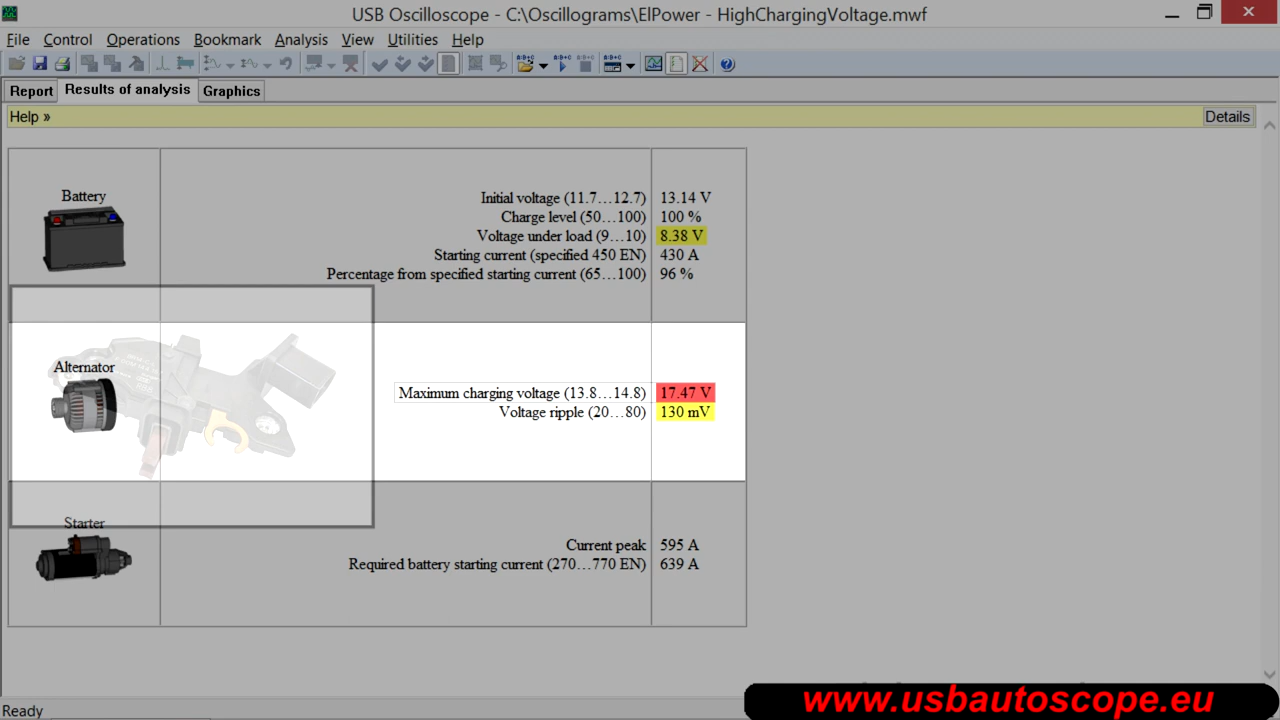 USB Oscilloscope - C:\Oscillograms\ElPower - HighChargingVoltage.mwf
File Control Operations Bookmark Analysis View Utilities Help
Report Results of analysis Graphics
Help » Details
Battery
Initial voltage (11.7…12.7) 13.14 V
Charge level (50…100) 100 %
Voltage under load (9…10) 8.38 V
Starting current (specified 450 EN) 430 A
Percentage from specified starting current (65…100) 96 %
Alternator
Maximum charging voltage (13.8…14.8) 17.47 V
Voltage ripple (20…80) 130 mV
Starter
Current peak 595 A
Required battery starting current (270…770 EN) 639 A
Ready
www.usbautoscope.eu